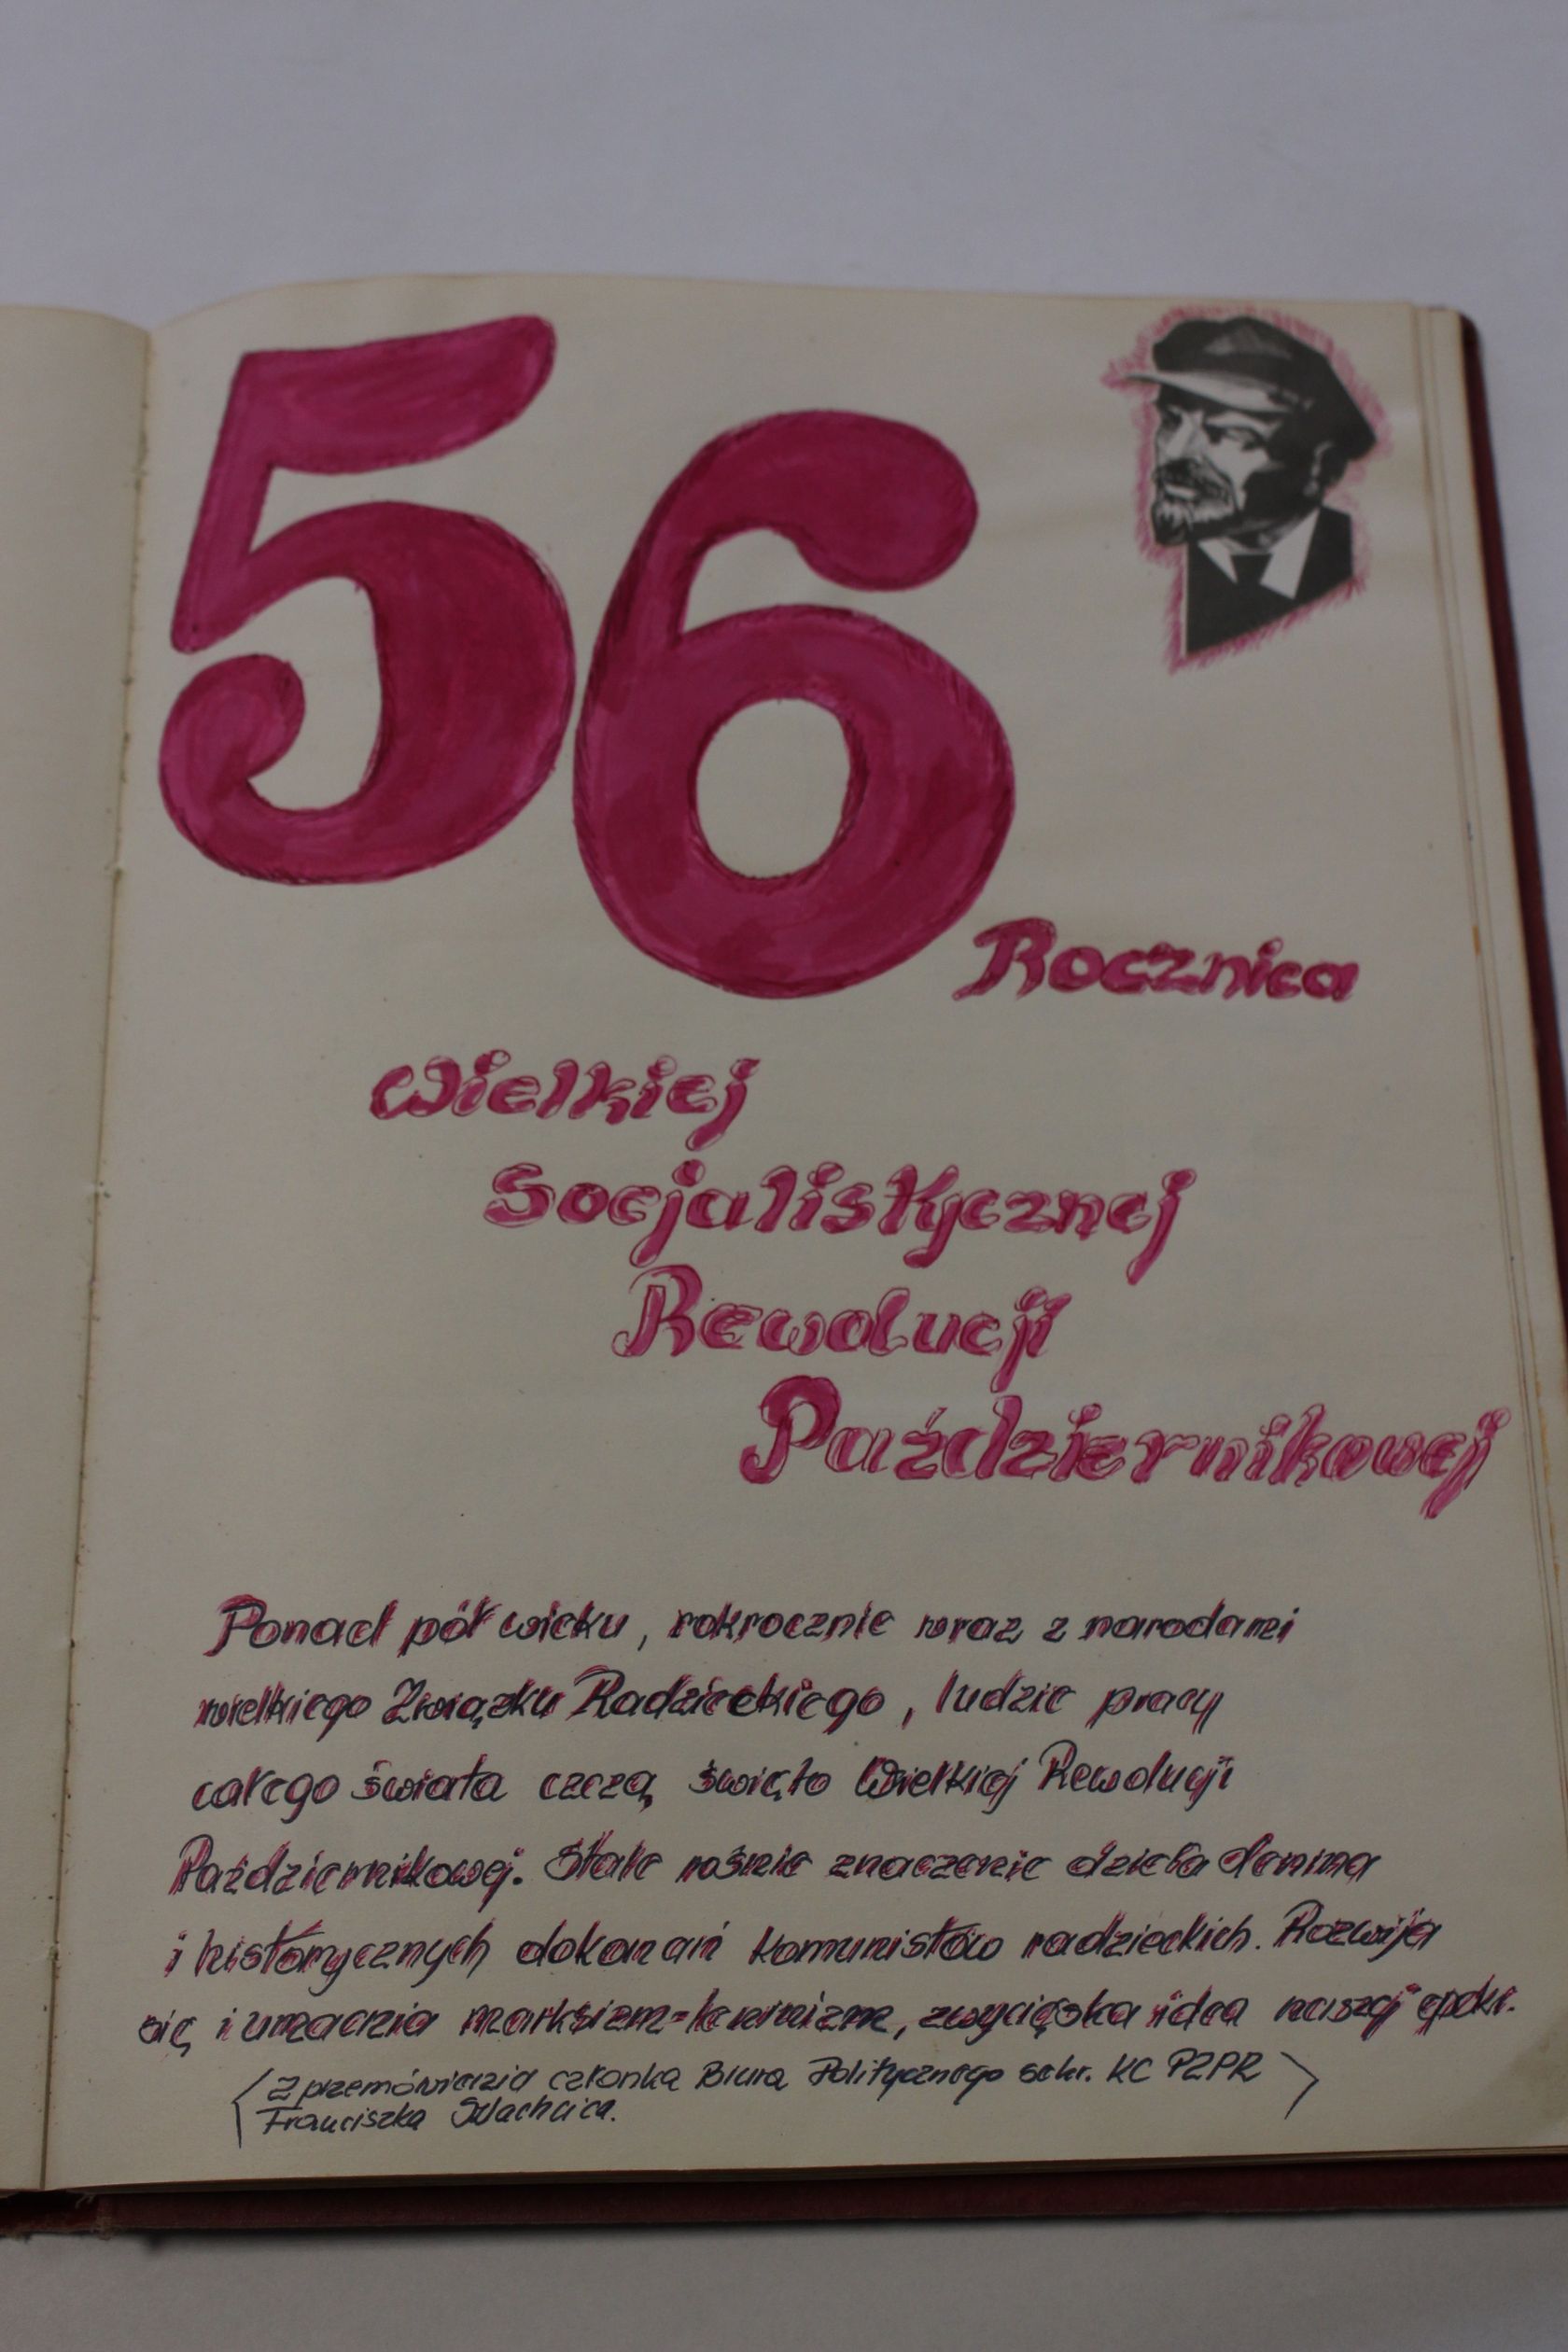 56 Rocznica
Wielkiej
Socjalistycznej
Rewolucji
Październikowej
Ponad pół wieku, rokrocznie wraz z narodami
wielkiego Związku Radzieckiego, ludzie pracy
całego świata czczą święto Wielkiej Rewolucji
Październikowej. Stale rośnie znaczenie dzieła Lenina
i historycznych dokonań komunistów radzieckich. Rozwija
się i umacnia marksizm-leninizm, zwycięska idea naszej epoki.
(Z przemówienia członka Biura Politycznego sekr. KC PZPR
Franciszka Szlachcica.)